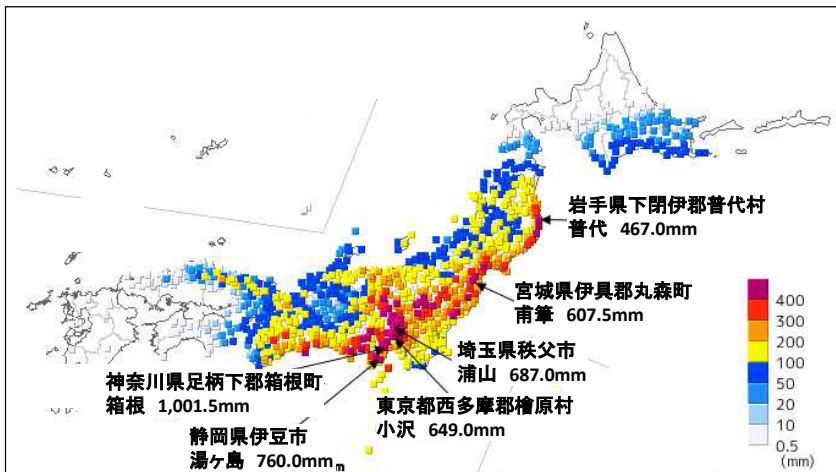 岩手県下閉伊郡普代村
普代 467.0mm
宮城県伊具郡丸森町
甫筆 607.5mm
埼玉県秩父市
浦山 687.0mm
神奈川県足柄下郡箱根町
箱根 1,001.5mm
東京都西多摩郡檜原村
小沢 649.0mm
静岡県伊豆市
湯ヶ島 760.0mm
m
400
300
200
100
50
20
10
0.5
(mm)